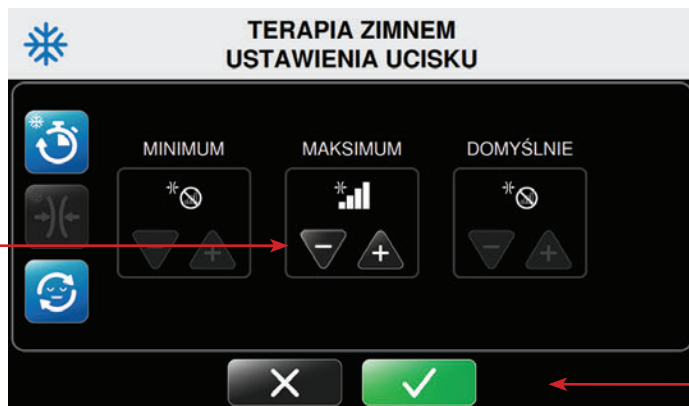 TERAPIA ZIMNEM
USTAWIENIA UCISKU
MINIMUM MAKSIMUM DOMYŚLNIE